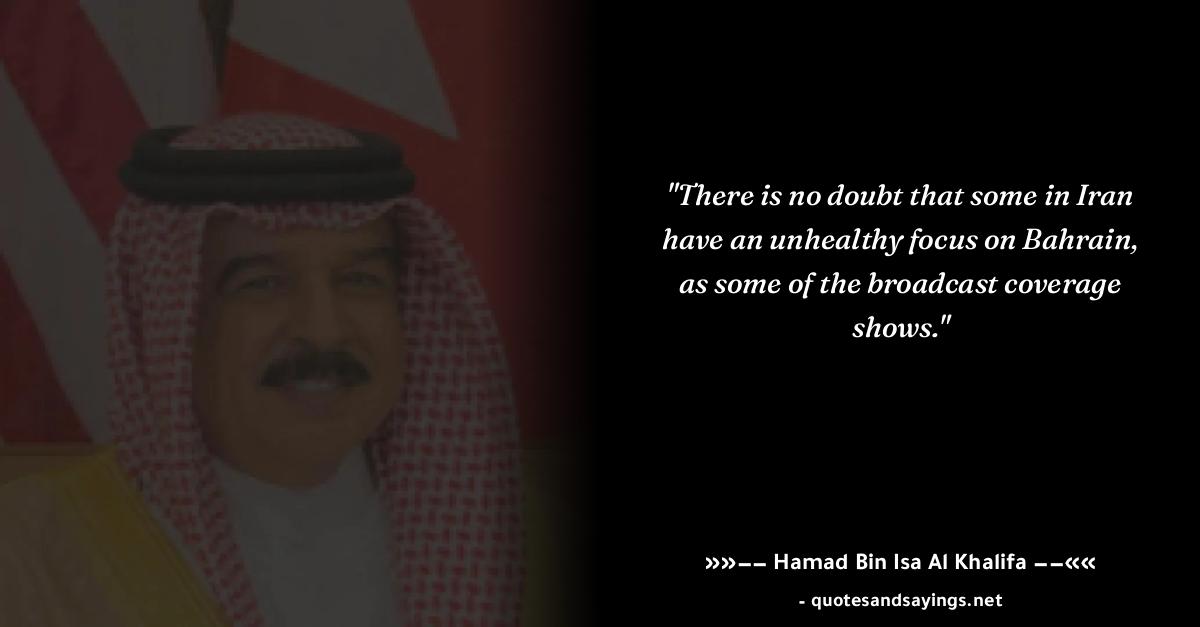 "There is no doubt that some in Iran
have an unhealthy focus on Bahrain,
as some of the broadcast coverage
shows."
»»−− Hamad Bin Isa Al Khalifa −−««
- quotesandsayings.net